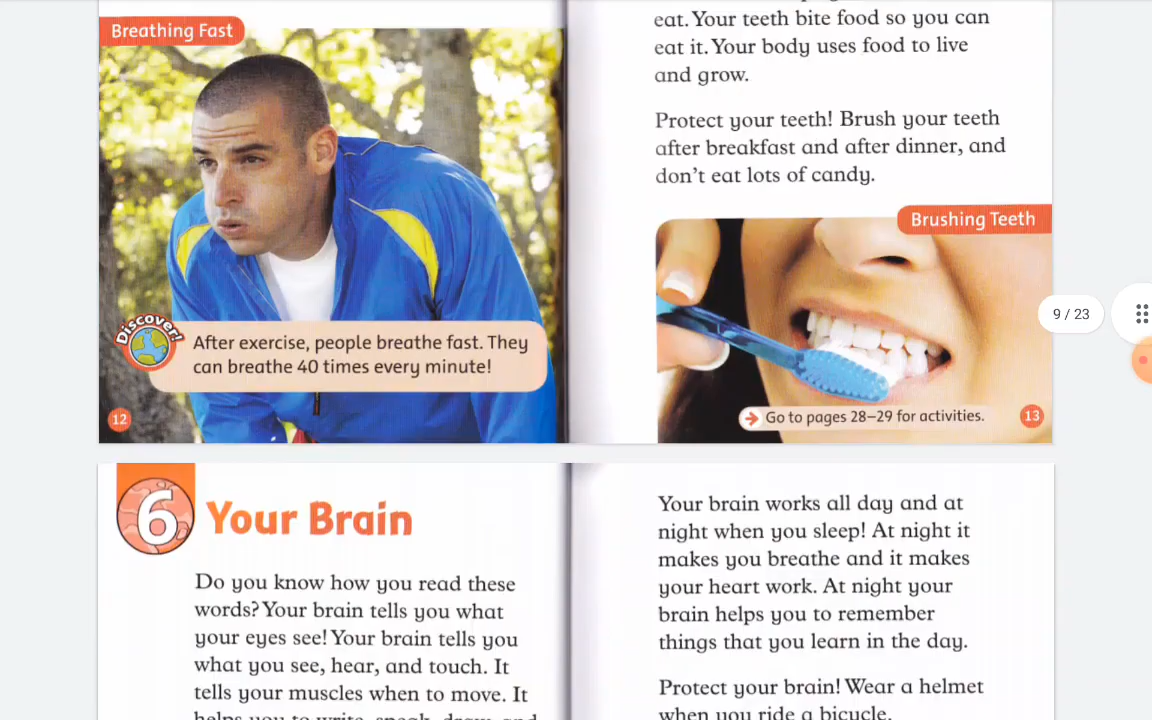 Breathing Fast
Discover!
After exercise, people breathe fast. They
can breathe 40 times every minute!
12
eat. Your teeth bite food so you can
eat it. Your body uses food to live
and grow.
Protect your teeth! Brush your teeth
after breakfast and after dinner, and
don't eat lots of candy.
Brushing Teeth
Go to pages 28–29 for activities.
13
9 / 23
6
Your Brain
Do you know how you read these
words? Your brain tells you what
your eyes see! Your brain tells you
what you see, hear, and touch. It
tells your muscles when to move. It
helps you to write, speak, draw, and
Your brain works all day and at
night when you sleep! At night it
makes you breathe and it makes
your heart work. At night your
brain helps you to remember
things that you learn in the day.
Protect your brain! Wear a helmet
when you ride a bicycle.